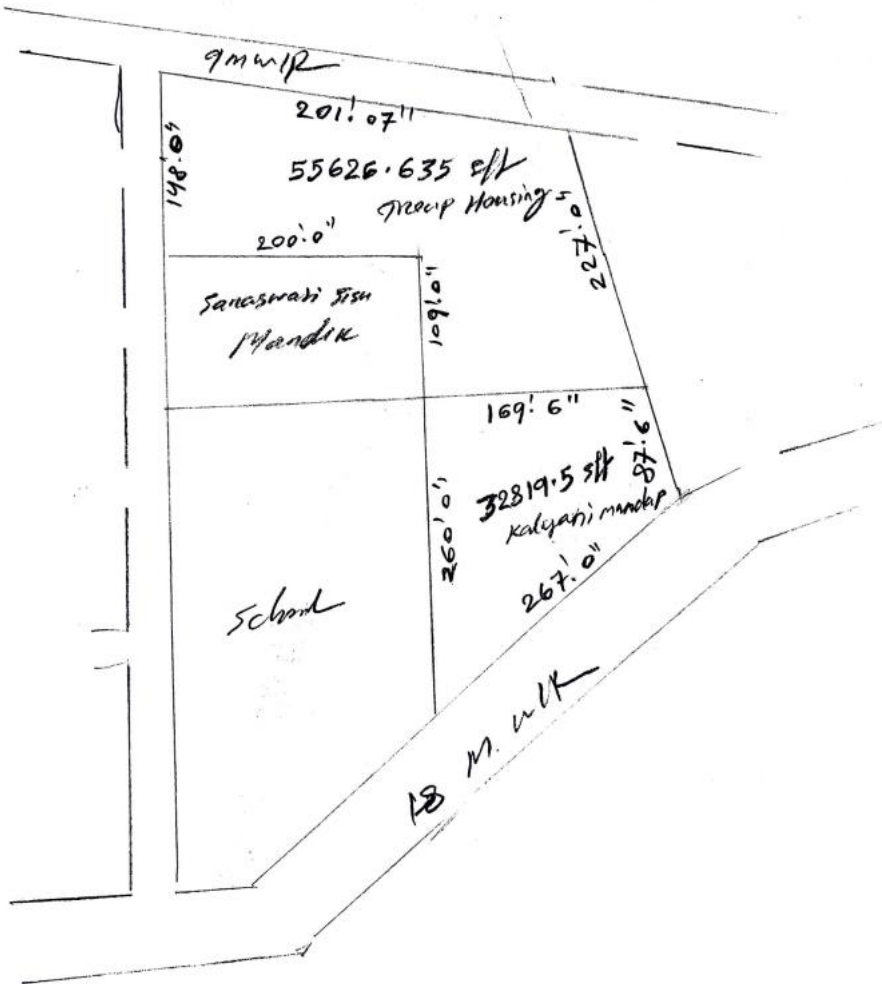 9m w/R
201'.07"
148'.0"
55626.635 sft
Group Housing
227'.0"
200'.0"
Saraswati Sisu
Mandir
109'.0"
169'.6"
87'.6"
32819.5 sft
Kalyani mandap
260'.0"
267'.0"
School
18 M. w/R